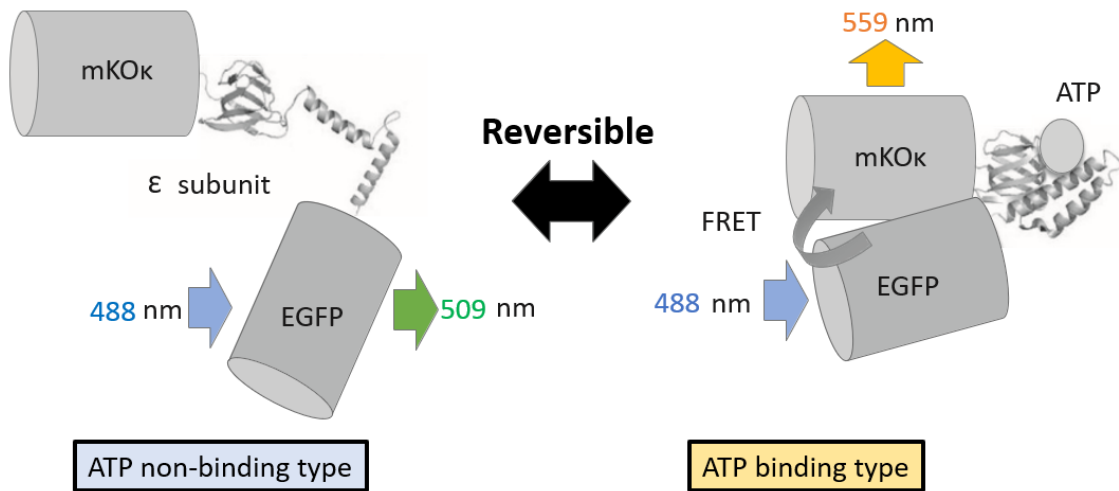 mKOκ
ε subunit
488 nm
EGFP
509 nm
ATP non-binding type
Reversible
559 nm
ATP
mKOκ
FRET
488 nm
EGFP
ATP binding type